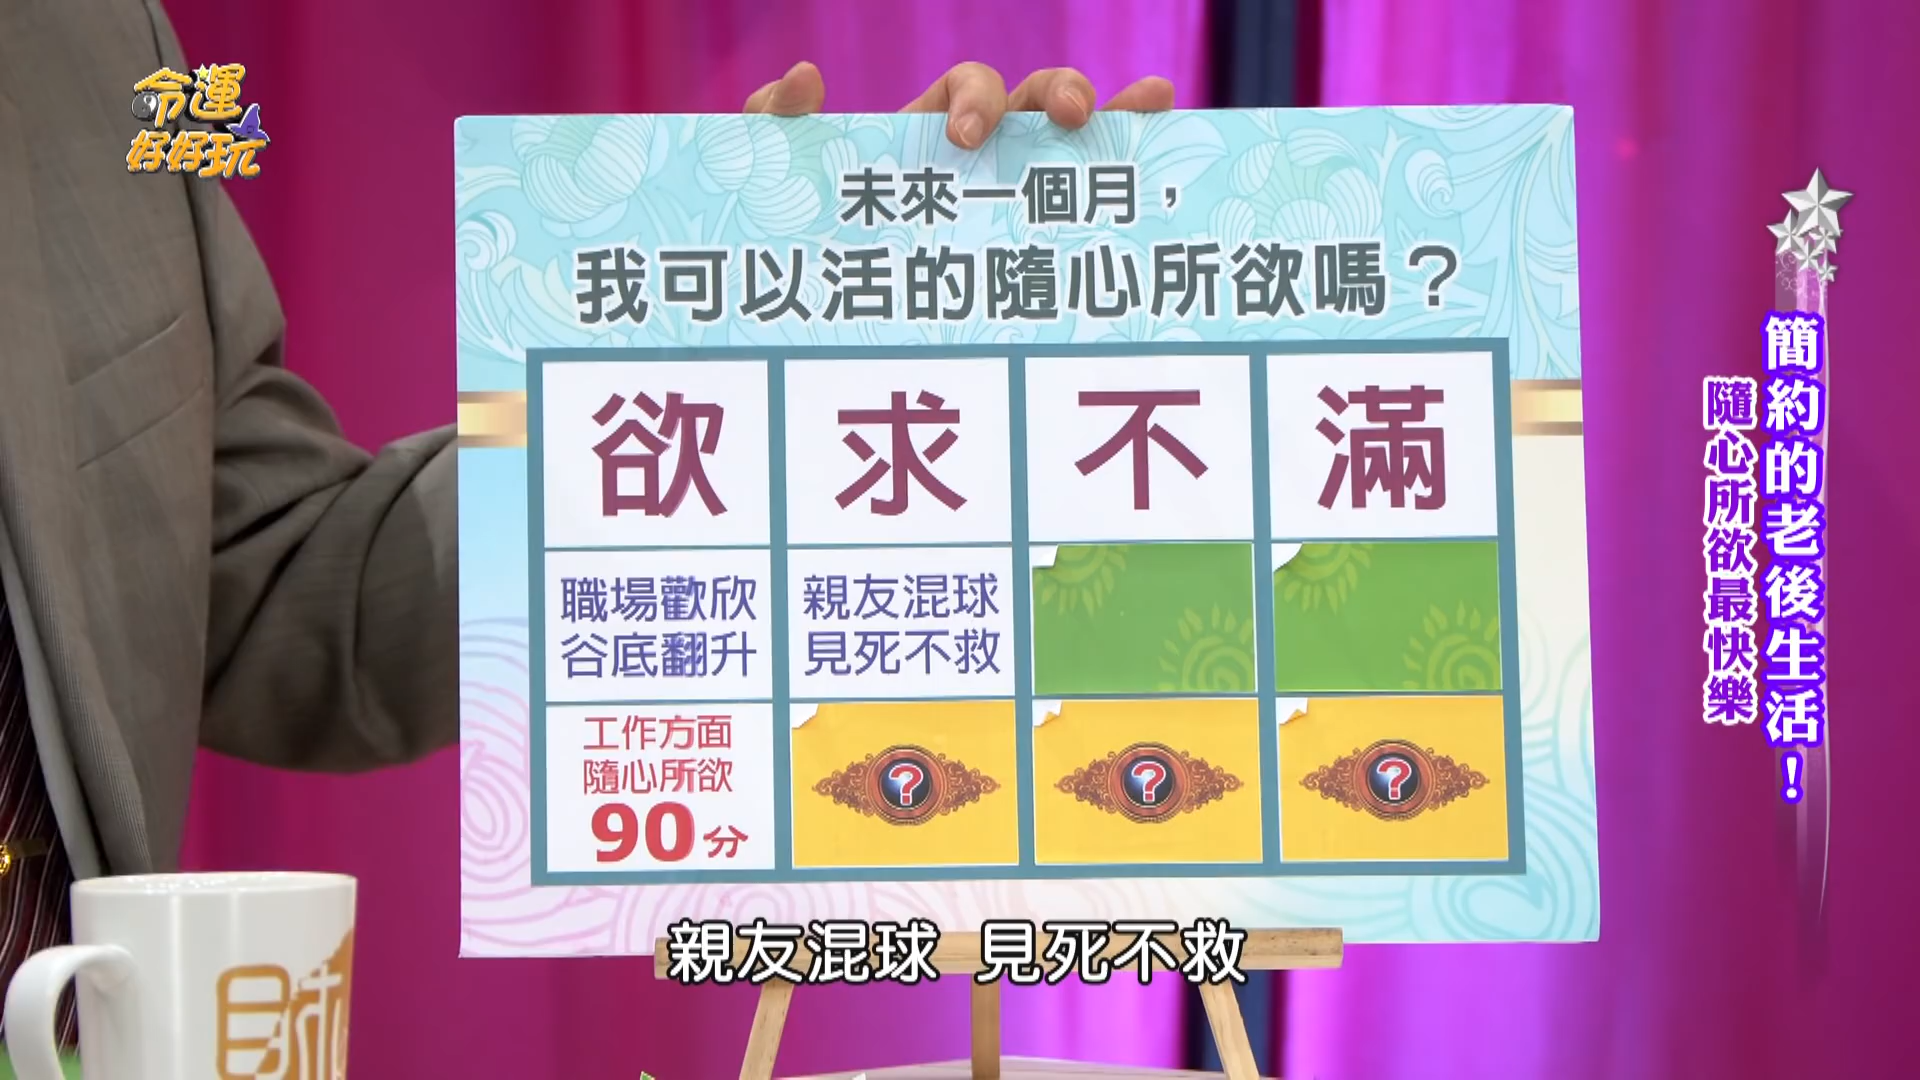 命運
好好玩
未來一個月，
我可以活的隨心所欲嗎？
欲 求 不 滿
職場歡欣
谷底翻升
親友混球
見死不救
工作方面
隨心所欲
90分
?
?
?
簡約的老後生活！
隨心所欲最快樂
財
親友混球 見死不救